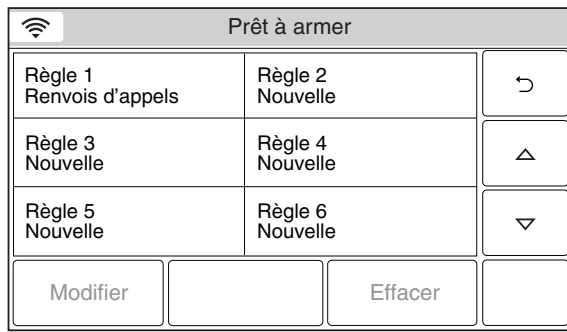 Prêt à armer
Règle 1
Renvois d'appels
Règle 2
Nouvelle
Règle 3
Nouvelle
Règle 4
Nouvelle
Règle 5
Nouvelle
Règle 6
Nouvelle
Modifier
Effacer